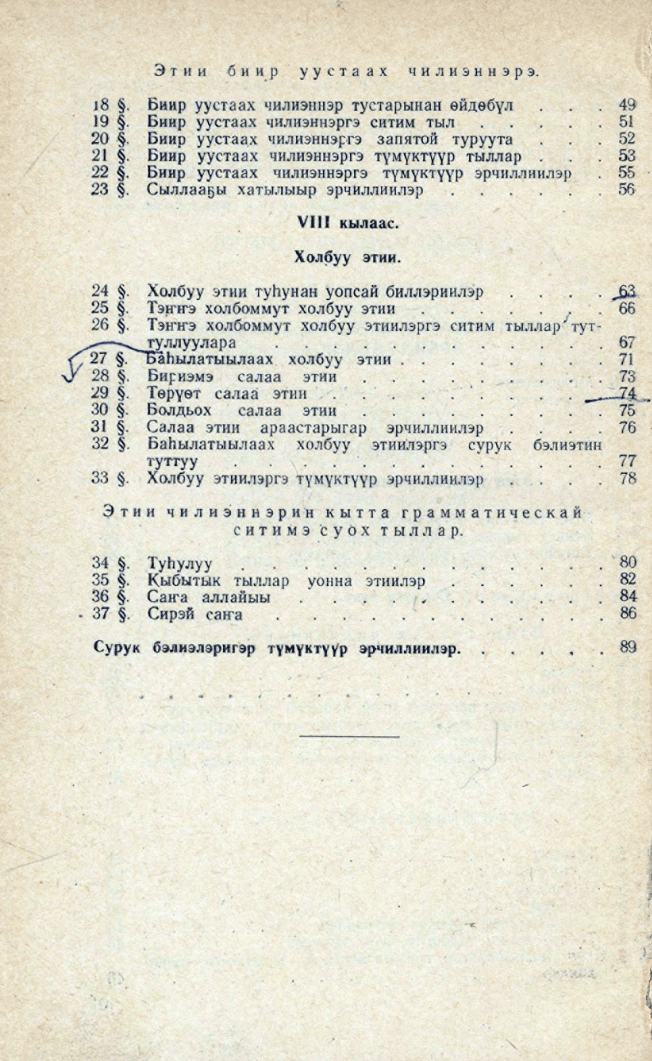 Этии биир уустаах чилиэннэрэ.
18 §. Биир уустаах чилиэннэр тустарынан өйдөбүл . . . 49
19 §. Биир уустаах чилиэннэргэ ситим тыл . . . . . 51
20 §. Биир уустаах чилиэннэргэ запятой туруута . . . 52
21 §. Биир уустаах чилиэннэргэ түмүктүүр тыллар . . . 53
22 §. Биир уустаах чилиэннэргэ түмүктүүр эрчиллиилэр . 55
23 §. Сыллааҕы хатылыыр эрчиллиилэр . . . . . . 56
VIII кылаас.
Холбуу этии.
24 §. Холбуу этии туһунан уопсай биллэриилэр . . . . 63
25 §. Тэҥҥэ холбоммут холбуу этии . . . . . . . 66
26 §. Тэҥҥэ холбоммут холбуу этиилэргэ ситим тыллар тут-
туллуулара . . . . . . . . . . . 67
27 §. Баһылатыылаах холбуу этии . . . . . . . 71
28 §. Бириэмэ салаа этии . . . . . . . . 73
29 §. Төрүөт салаа этии . . . . . . . . . 74
30 §. Болдьох салаа этии . . . . . . . . 75
31 §. Салаа этии араастарыгар эрчиллиилэр . . . . 76
32 §. Баһылатыылаах холбуу этиилэргэ сурук бэлиэтин
туттуу . . . . . . . . . . . . 77
33 §. Холбуу этиилэргэ түмүктүүр эрчиллиилэр . . . . 78
Этии чилиэннэрин кытта грамматическай
ситимэ суох тыллар.
34 §. Туһулуу . . . . . . . . . . . 80
35 §. Қыбытык тыллар уонна этиилэр . . . . . . 82
36 §. Саҥа аллайыы . . . . . . . . . . 84
37 §. Сирэй саҥа . . . . . . . . . . . 86
Сурук бэлиэлэригэр түмүктүүр эрчиллиилэр. . . . . . 89